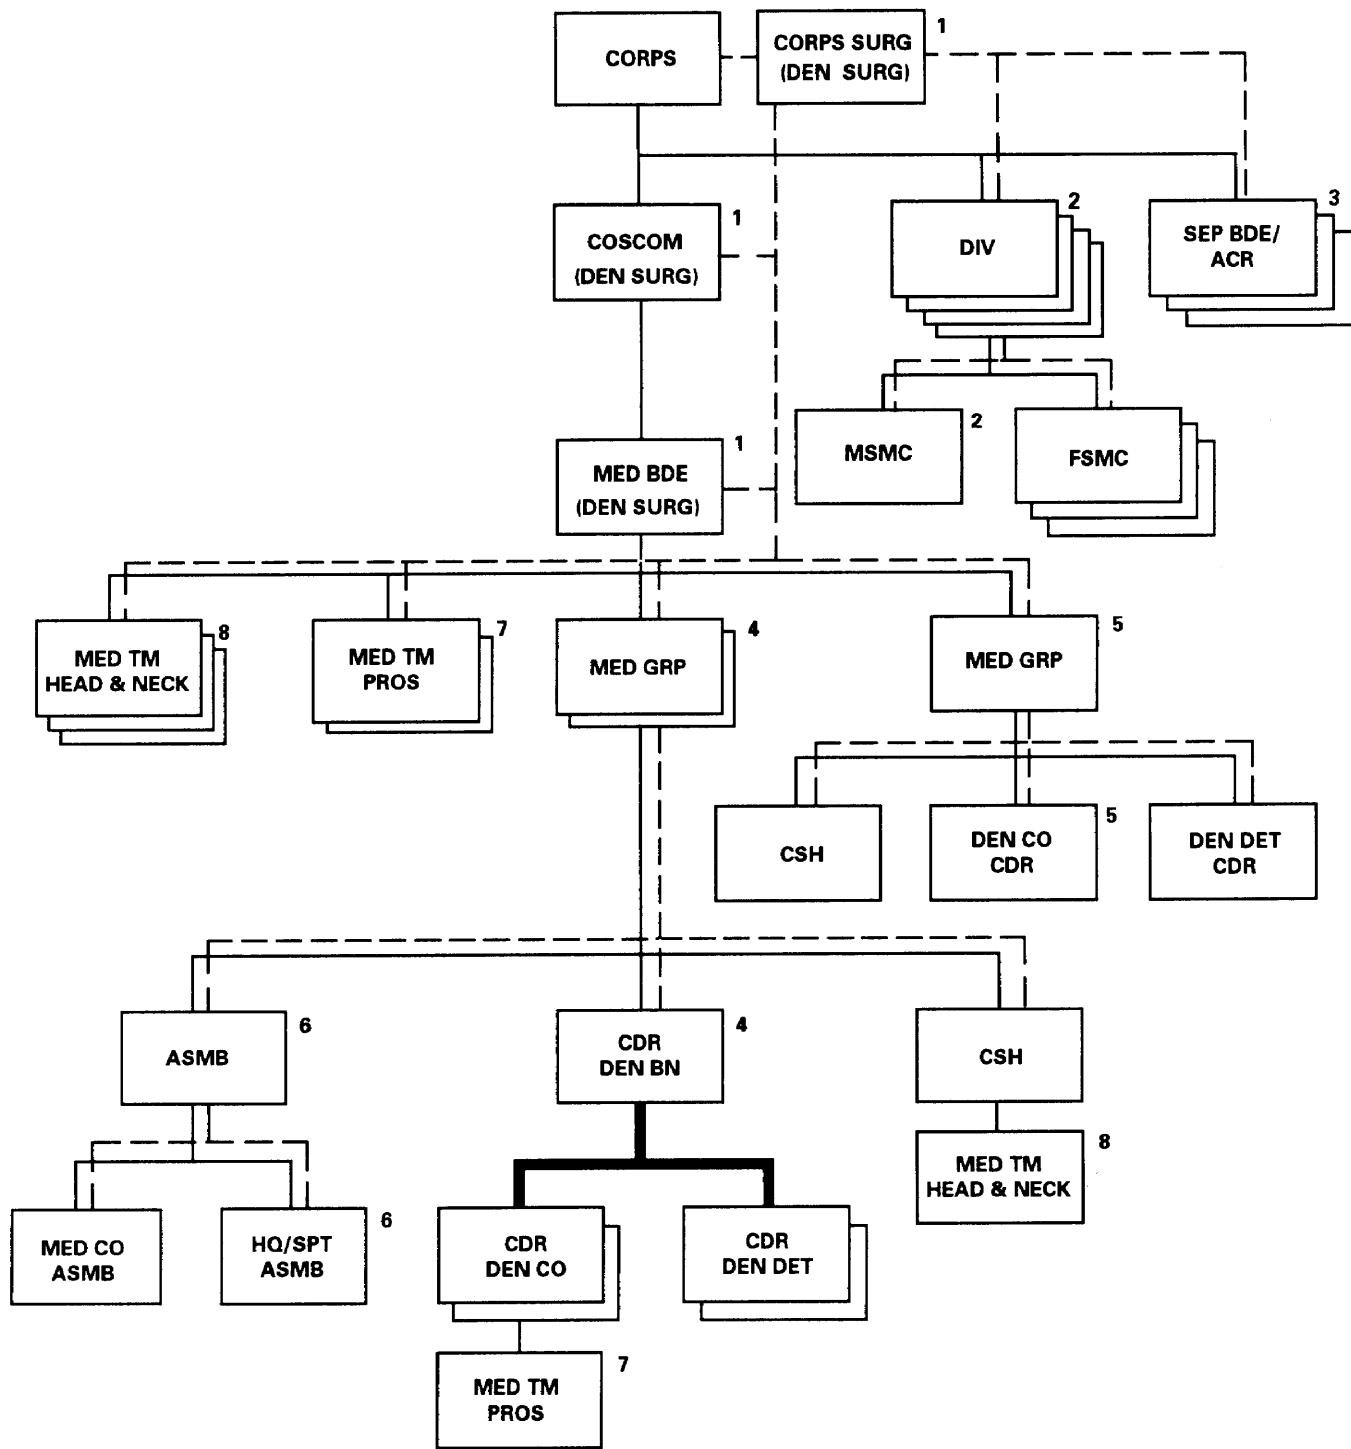 CORPS
CORPS SURG
(DEN SURG)
1
COSCOM
(DEN SURG)
1
DIV
2
SEP BDE/
ACR
3
MED BDE
(DEN SURG)
1
MSMC
2
FSMC
MED TM
HEAD & NECK
8
MED TM
PROS
7
MED GRP
4
MED GRP
5
CSH
DEN CO
CDR
5
DEN DET
CDR
ASMB
6
CDR
DEN BN
4
CSH
MED TM
HEAD & NECK
8
MED CO
ASMB
HQ/SPT
ASMB
6
CDR
DEN CO
CDR
DEN DET
MED TM
PROS
7